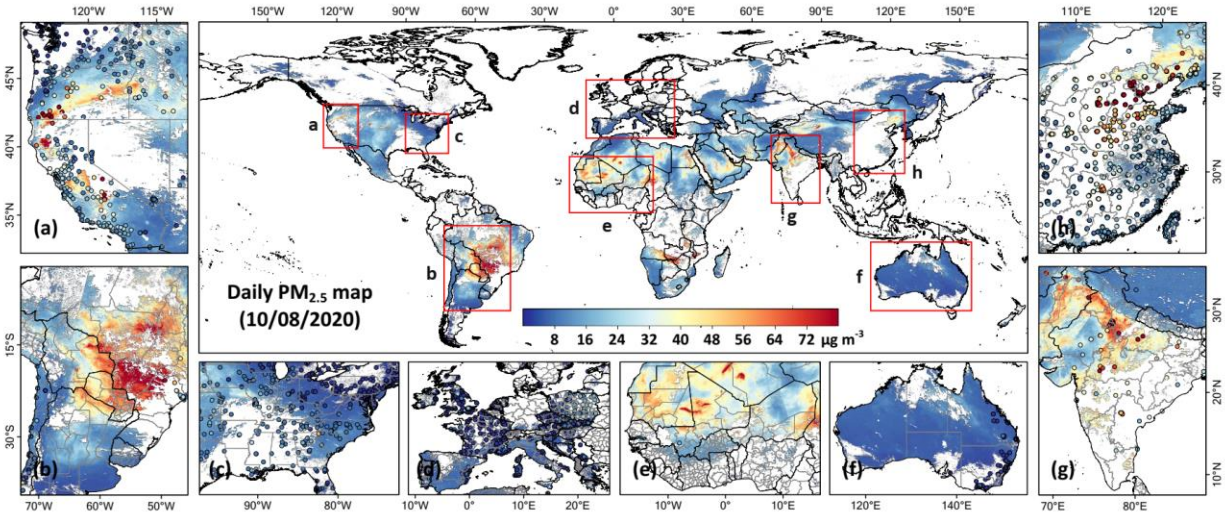 120°W 115°W
150°W 120°W 90°W 60°W 30°W 0° 30°E 60°E 90°E 120°E 150°E
110°E 120°E
45°N
40°N
35°N
(a)
a
b
c
d
e
f
g
h
Daily PM2.5 map
(10/08/2020)
8 16 24 32 40 48 56 64 72 μg m-3
40°N
30°N
(h)
15°S
30°S
(b)
70°W 60°W 50°W
(c)
100°W 90°W 80°W
(d)
0° 10°E 20°E
(e)
10°W 0° 10°E
(f)
120°E 130°E 140°E 150°E
30°N
20°N
10°N
(g)
70°E 80°E